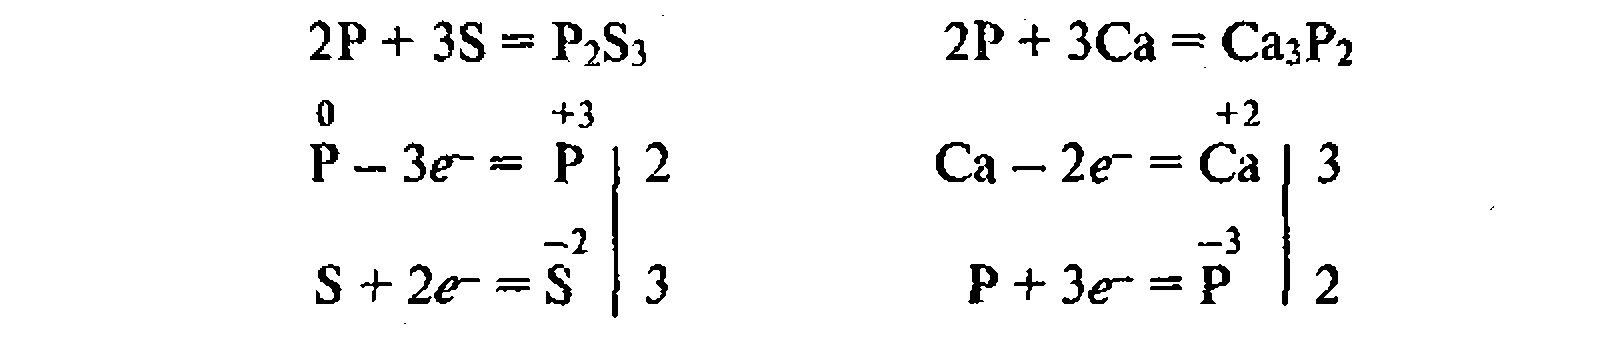 2P + 3S = P₂S₃
0 +3
P – 3e⁻ = P | 2
–2
S + 2e⁻ = S | 3
2P + 3Ca = Ca₃P₂
+2
Ca – 2e⁻ = Ca | 3
–3
P + 3e⁻ = P | 2